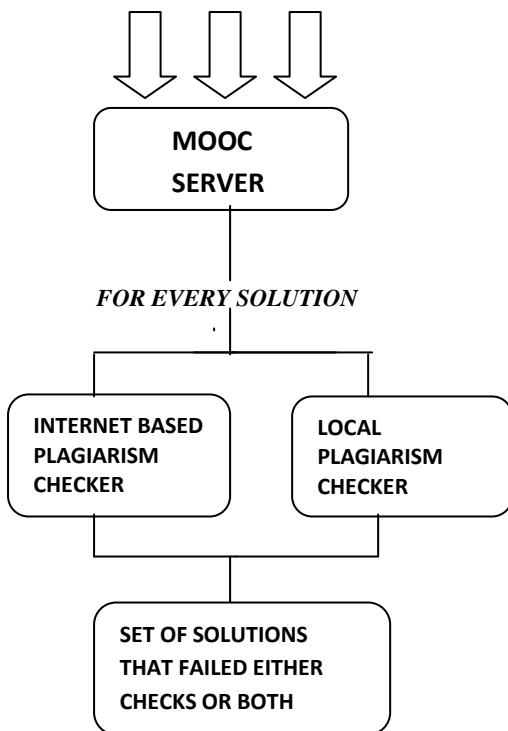 MOOC
SERVER
FOR EVERY SOLUTION
INTERNET BASED
PLAGIARISM
CHECKER
LOCAL
PLAGIARISM
CHECKER
SET OF SOLUTIONS
THAT FAILED EITHER
CHECKS OR BOTH